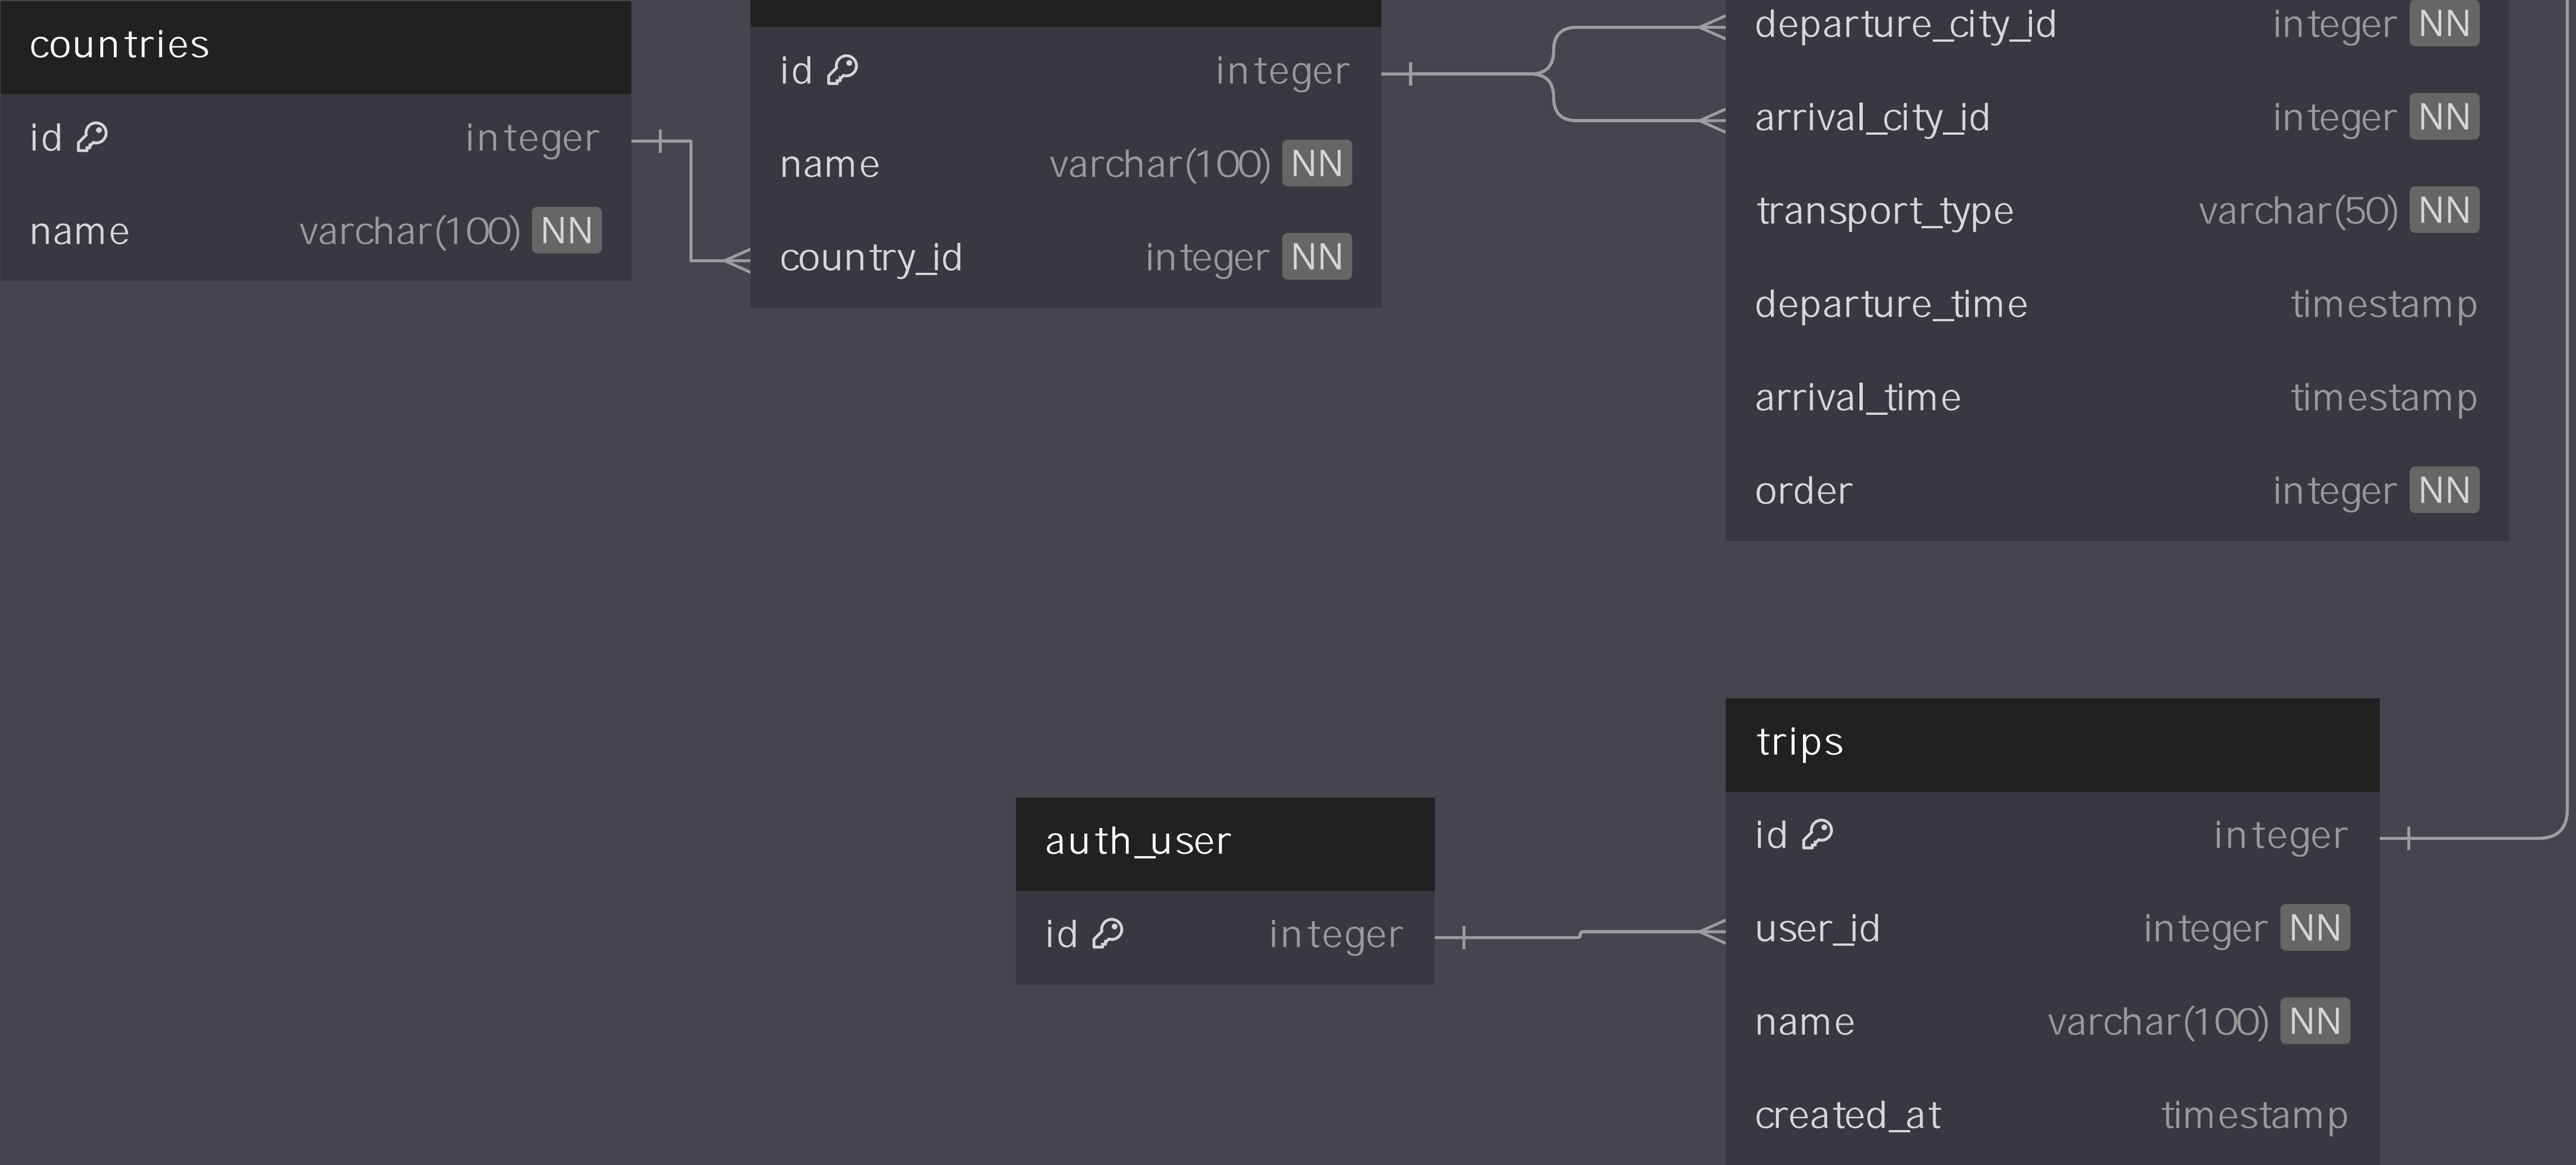 countries
id integer
name varchar(100) NN
id integer
name varchar(100) NN
country_id integer NN
departure_city_id integer NN
arrival_city_id integer NN
transport_type varchar(50) NN
departure_time timestamp
arrival_time timestamp
order integer NN
auth_user
id integer
trips
id integer
user_id integer NN
name varchar(100) NN
created_at timestamp